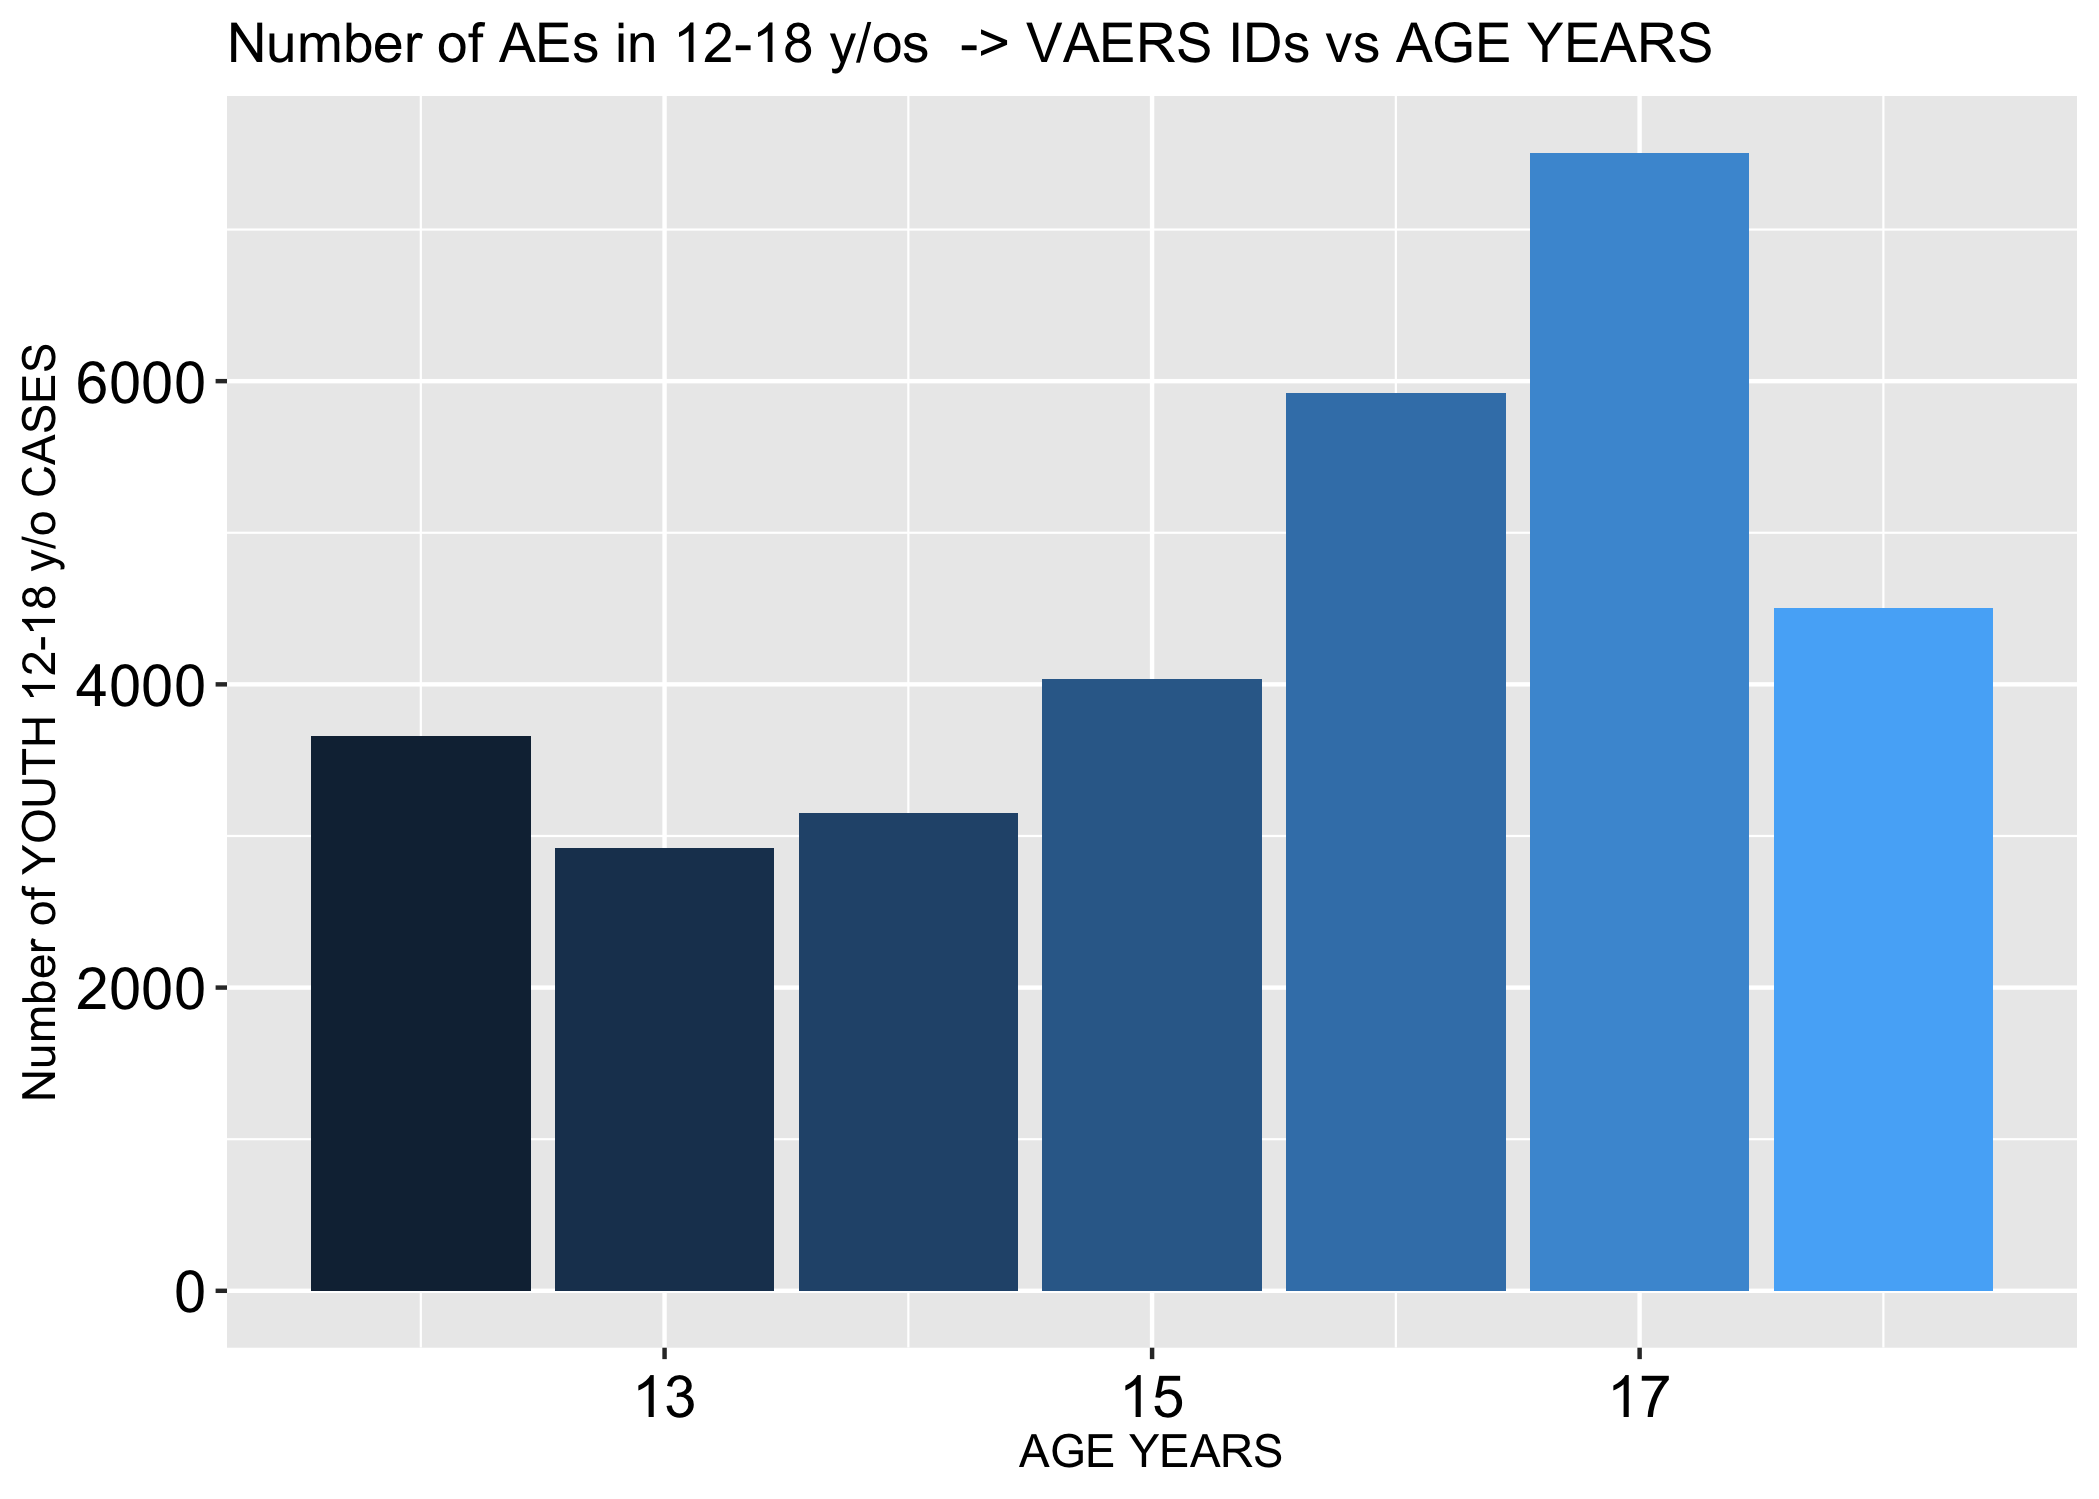 Number of AEs in 12-18 y/os  -> VAERS IDs vs AGE YEARS
Number of YOUTH 12-18 y/o CASES
6000
4000
2000
0
13 15 17
AGE YEARS